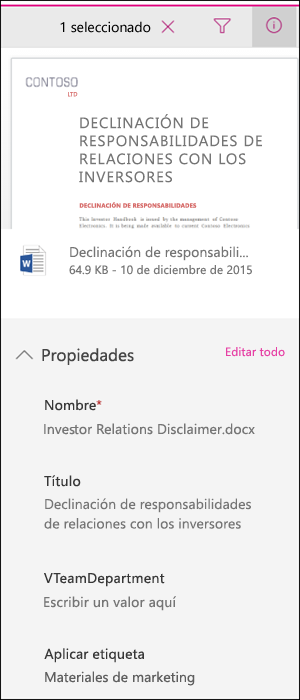 1 seleccionado
CONTOSO
LTD
DECLINACIÓN DE
RESPONSABILIDADES DE
RELACIONES CON LOS
INVERSORES
DECLINACIÓN DE RESPONSABILIDADES
This Investor Handbook is issued by the management of Contoso
Electronics. It is being made available to current Contoso Electronics
Declinación de responsabili...
64.9 KB - 10 de diciembre de 2015
Propiedades
Editar todo
Nombre*
Investor Relations Disclaimer.docx
Título
Declinación de responsabilidades
de relaciones con los inversores
VTeamDepartment
Escribir un valor aquí
Aplicar etiqueta
Materiales de marketing